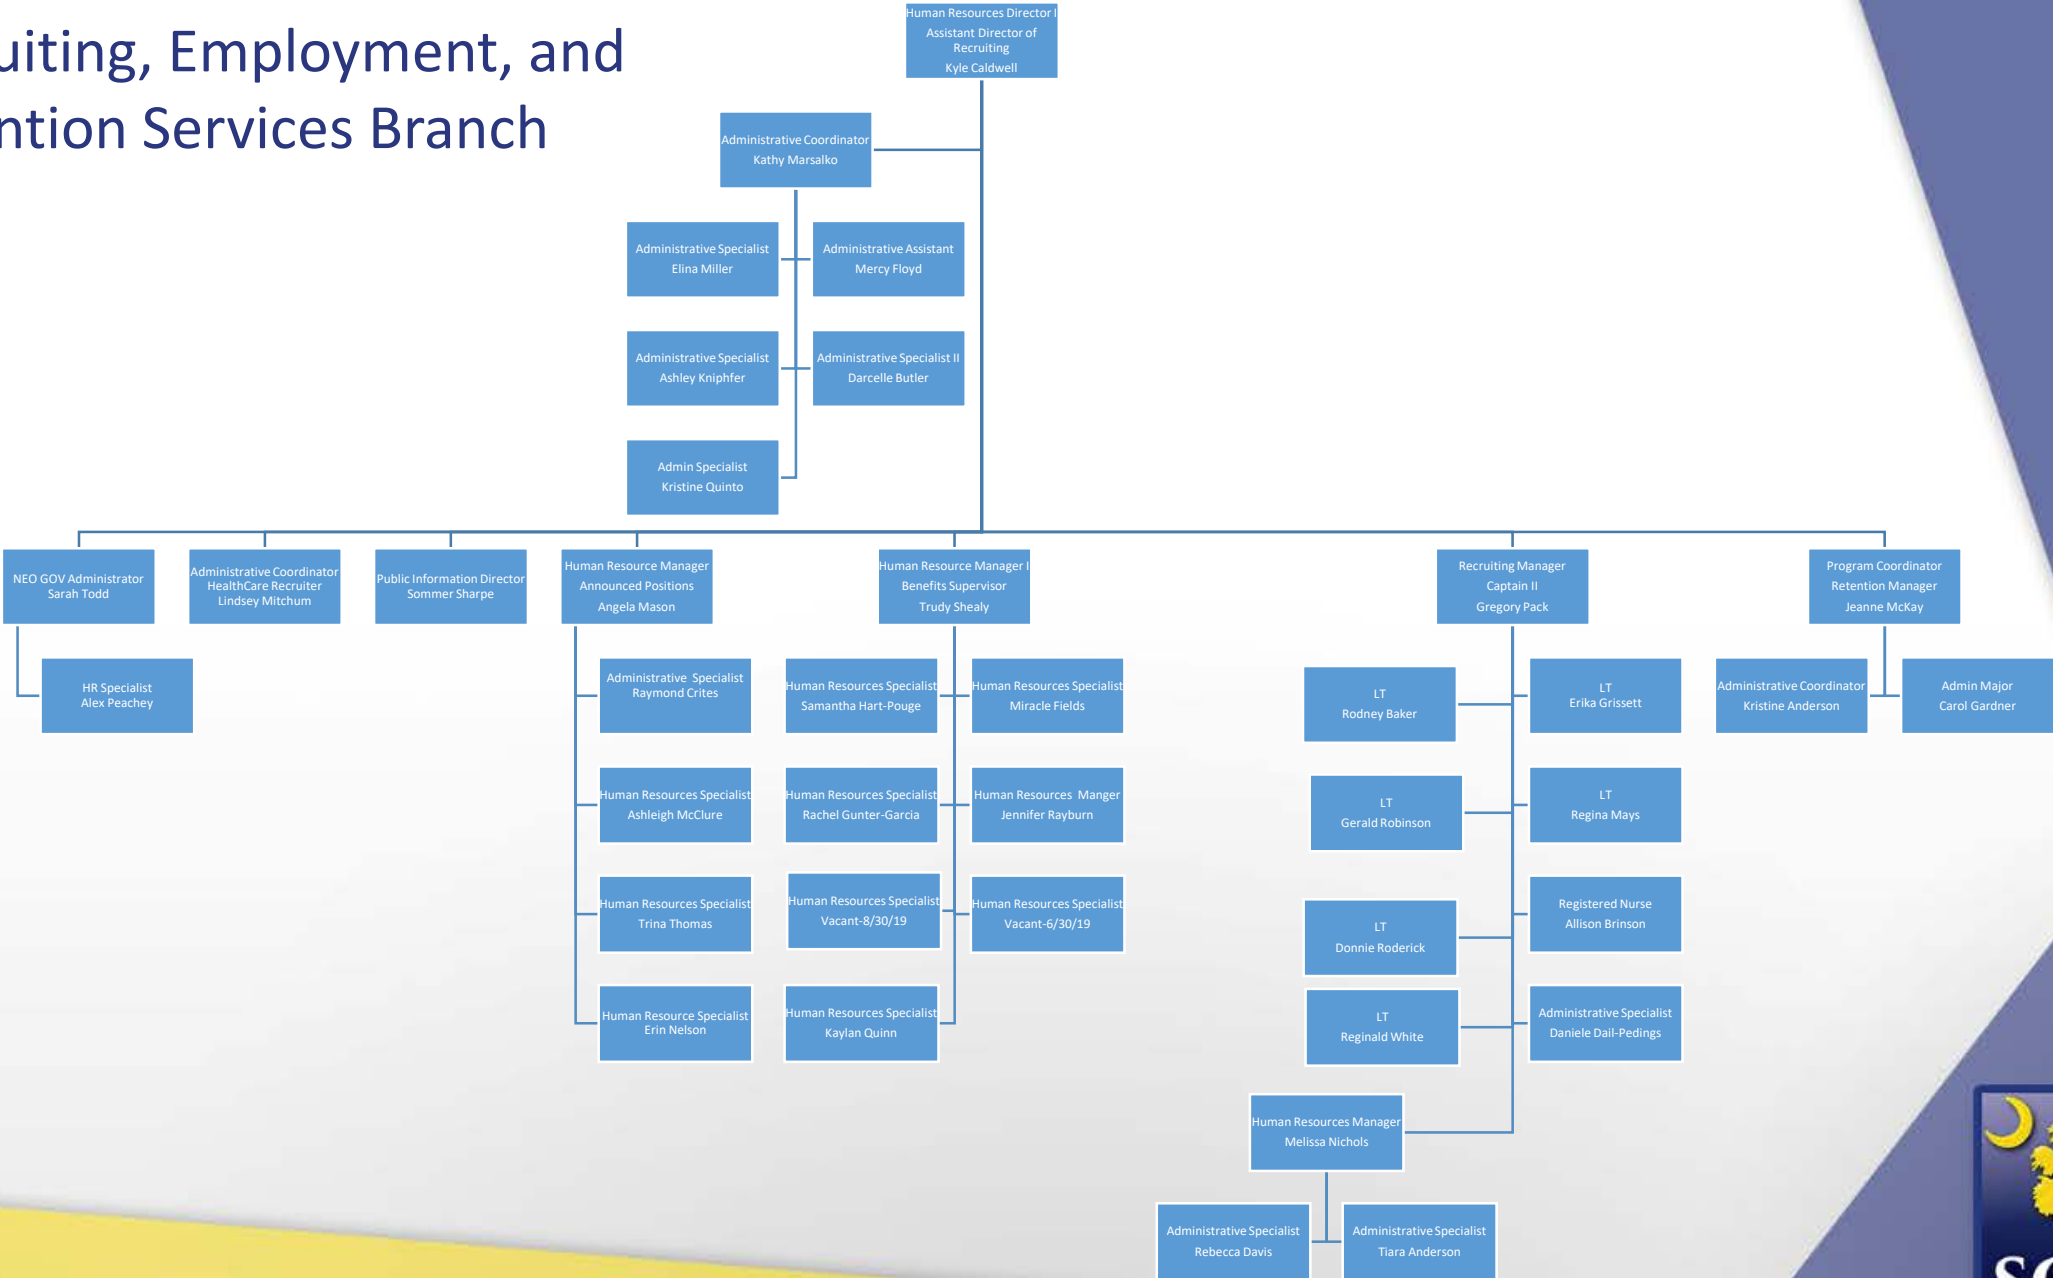 uiting, Employment, and
ntion Services Branch
Human Resources Director I
Assistant Director of
Recruiting
Kyle Caldwell
Administrative Coordinator
Kathy Marsalko
Administrative Specialist
Elina Miller
Administrative Assistant
Mercy Floyd
Administrative Specialist
Ashley Kniphfer
Administrative Specialist II
Darcelle Butler
Admin Specialist
Kristine Quinto
NEO GOV Administrator
Sarah Todd
Administrative Coordinator
HealthCare Recruiter
Lindsey Mitchum
Public Information Director
Sommer Sharpe
Human Resource Manager
Announced Positions
Angela Mason
Human Resource Manager I
Benefits Supervisor
Trudy Shealy
Recruiting Manager
Captain II
Gregory Pack
Program Coordinator
Retention Manager
Jeanne McKay
HR Specialist
Alex Peachey
Administrative Specialist
Raymond Crites
Human Resources Specialist
Samantha Hart-Pouge
Human Resources Specialist
Miracle Fields
LT
Rodney Baker
LT
Erika Grissett
Administrative Coordinator
Kristine Anderson
Admin Major
Carol Gardner
Human Resources Specialist
Ashleigh McClure
Human Resources Specialist
Rachel Gunter-Garcia
Human Resources Manger
Jennifer Rayburn
LT
Gerald Robinson
LT
Regina Mays
Human Resources Specialist
Trina Thomas
Human Resources Specialist
Vacant-8/30/19
Human Resources Specialist
Vacant-6/30/19
LT
Donnie Roderick
Registered Nurse
Allison Brinson
Human Resource Specialist
Erin Nelson
Human Resources Specialist
Kaylan Quinn
LT
Reginald White
Administrative Specialist
Daniele Dail-Pedings
Human Resources Manager
Melissa Nichols
Administrative Specialist
Rebecca Davis
Administrative Specialist
Tiara Anderson